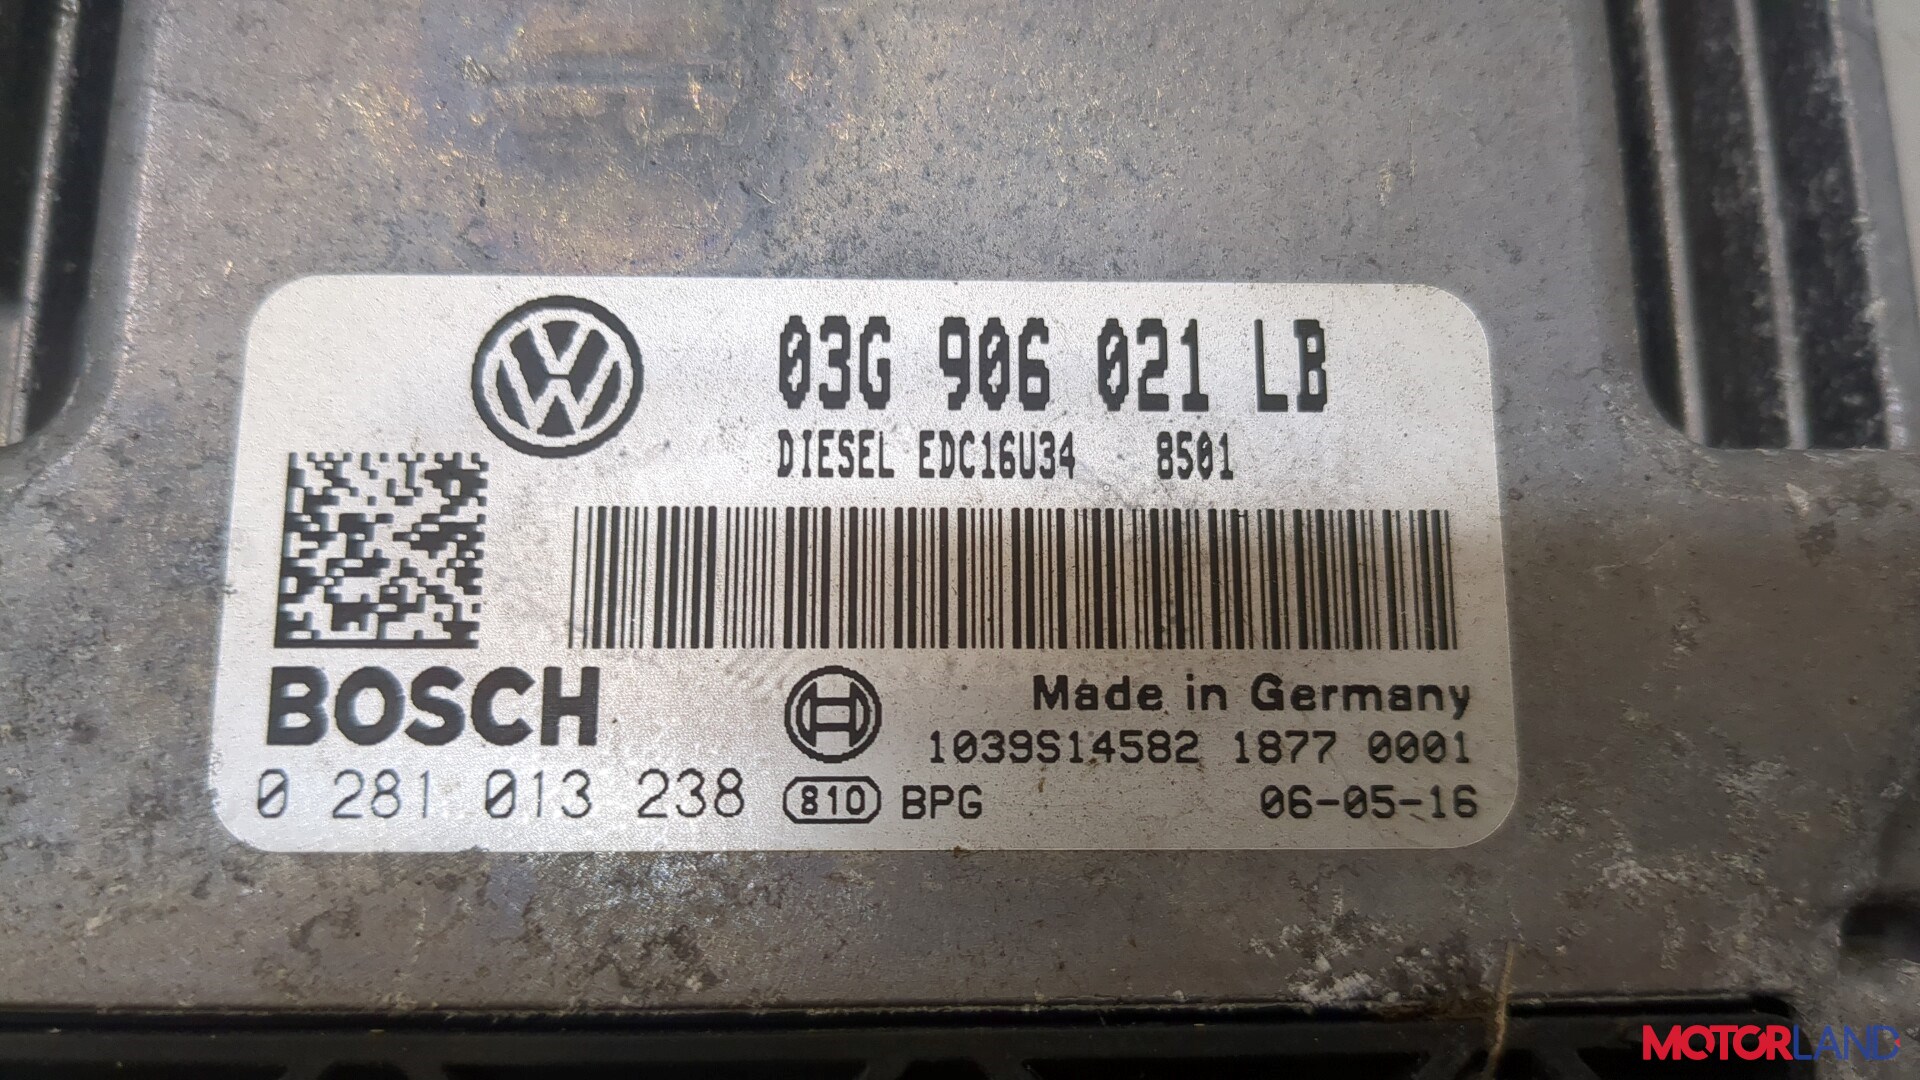 03G 906 021 LB
DIESEL EDC16U34 8501
BOSCH
Made in Germany
1039S14582 1877 0001
0 281 013 238 810 BPG 06-05-16
MOTORLAND